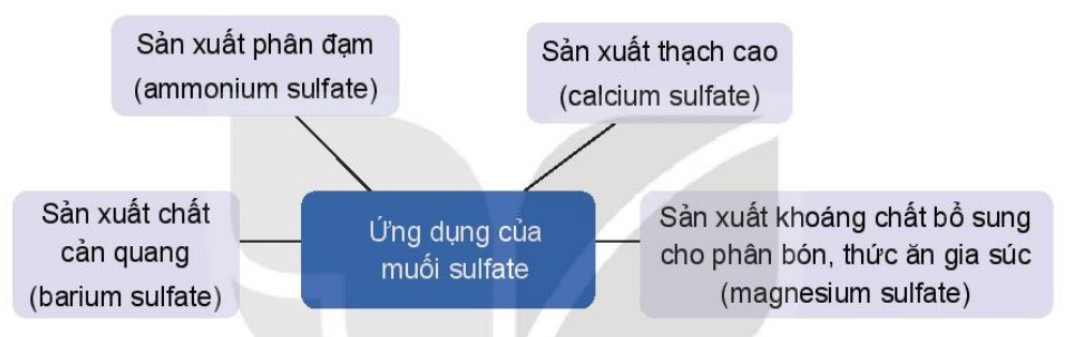 Sản xuất phân đạm
(ammonium sulfate)
Sản xuất thạch cao
(calcium sulfate)
Sản xuất chất
cản quang
(barium sulfate)
Ứng dụng của
muối sulfate
Sản xuất khoáng chất bổ sung
cho phân bón, thức ăn gia súc
(magnesium sulfate)